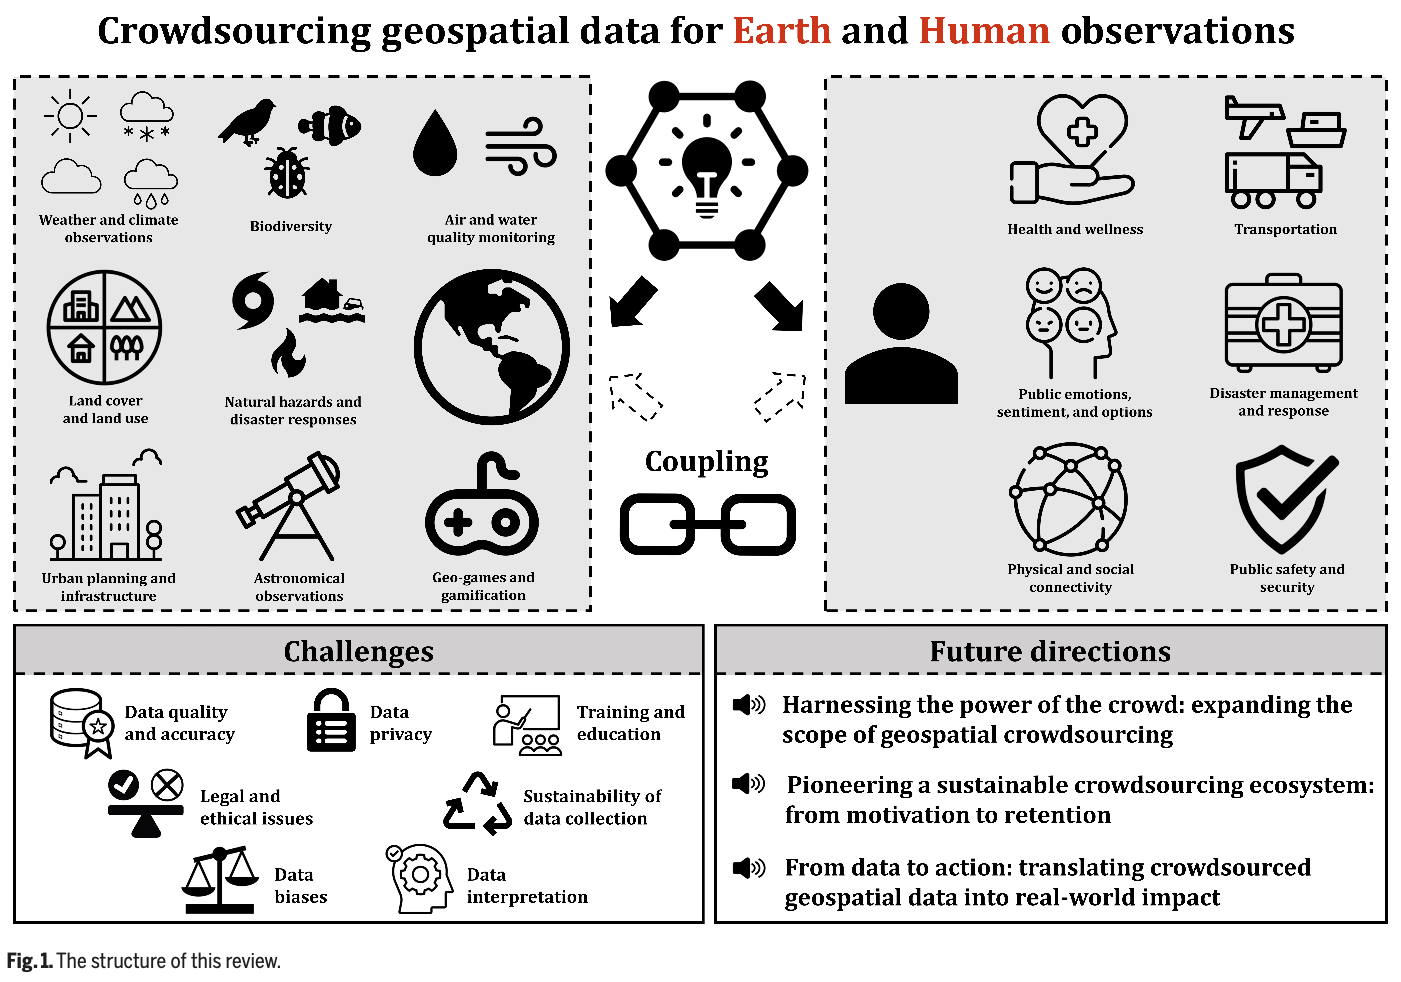 Crowdsourcing geospatial data for Earth and Human observations
Weather and climate
observations
Biodiversity
Air and water
quality monitoring
Land cover
and land use
Natural hazards and
disaster responses
Urban planning and
infrastructure
Astronomical
observations
Geo-games and
gamification
Coupling
Health and wellness
Transportation
Public emotions,
sentiment, and options
Disaster management
and response
Physical and social
connectivity
Public safety and
security
Challenges
Data quality
and accuracy
Data
privacy
Training and
education
Legal and
ethical issues
Sustainability of
data collection
Data
biases
Data
interpretation
Future directions
Harnessing the power of the crowd: expanding the
scope of geospatial crowdsourcing
Pioneering a sustainable crowdsourcing ecosystem:
from motivation to retention
From data to action: translating crowdsourced
geospatial data into real-world impact
Fig. 1. The structure of this review.